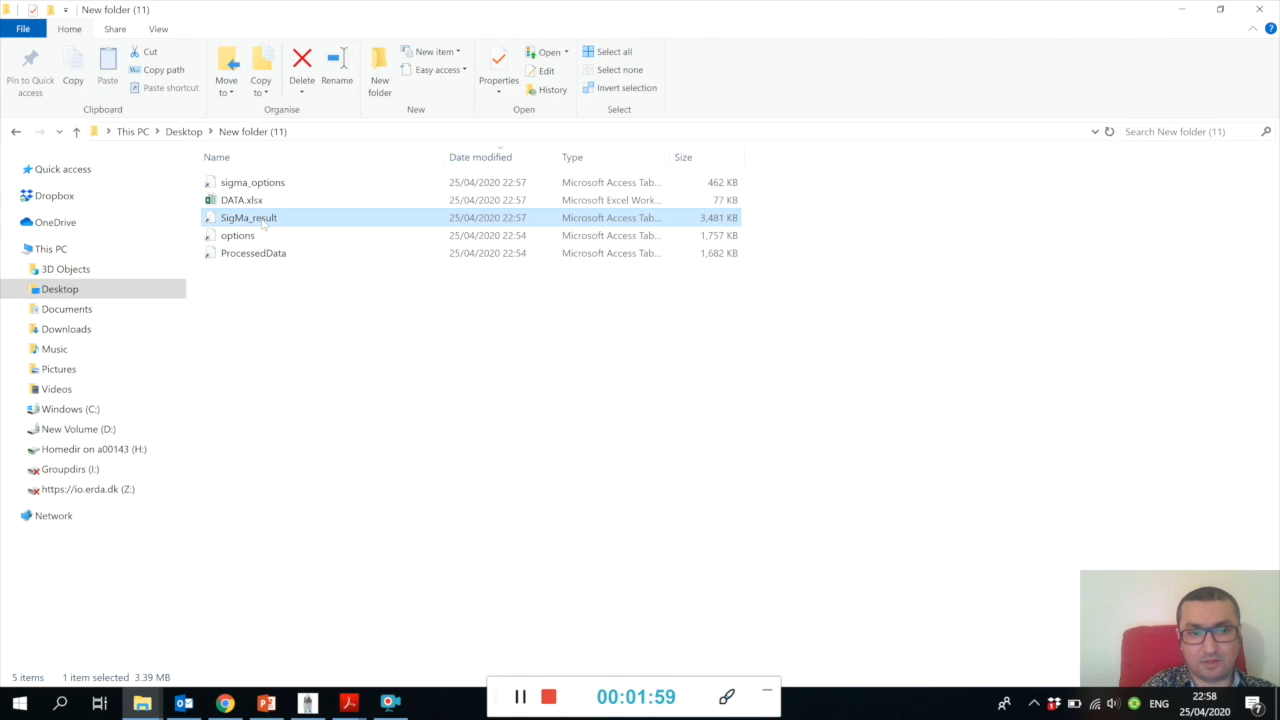 New folder (11)
File Home Share View
Pin to Quick access
Copy
Paste
Cut
Copy path
Paste shortcut
Clipboard
Move to
Copy to
Delete
Rename
Organise
New folder
New item
Easy access
New
Properties
Open
Edit
History
Open
Select all
Select none
Invert selection
Select
This PC > Desktop > New folder (11)
Search New folder (11)
Quick access
Dropbox
OneDrive
This PC
3D Objects
Desktop
Documents
Downloads
Music
Pictures
Videos
Windows (C:)
New Volume (D:)
Homedir on a00143 (H:)
Groupdirs (I:)
https://io.erda.dk (Z:)
Network
Name Date modified Type Size
sigma_options 25/04/2020 22:57 Microsoft Access Tab... 462 KB
DATA.xlsx 25/04/2020 22:57 Microsoft Excel Work... 77 KB
SigMa_result 25/04/2020 22:57 Microsoft Access Tab... 3,481 KB
options 25/04/2020 22:54 Microsoft Access Tab... 1,757 KB
ProcessedData 25/04/2020 22:54 Microsoft Access Tab... 1,682 KB
5 items 1 item selected 3.39 MB
00:01:59
ENG
22:58
25/04/2020
7